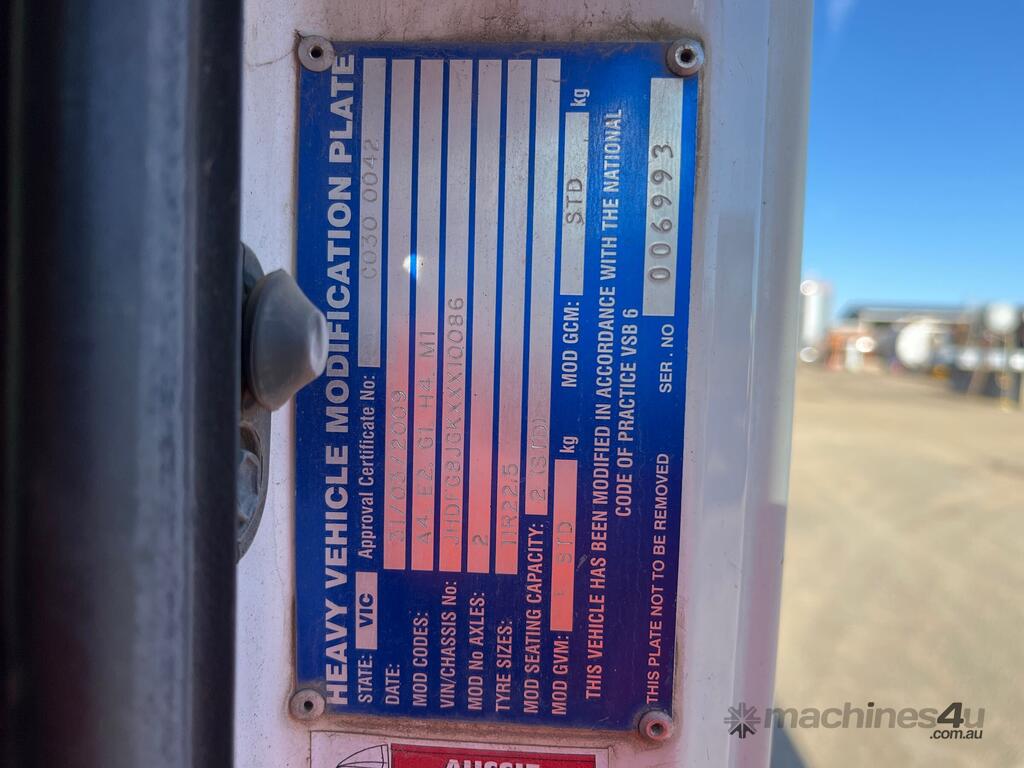 HEAVY VEHICLE MODIFICATION PLATE
STATE: VIC Approval Certificate No: C030 0042
DATE: 31/03/2009
MOD CODES: A4 E2, G1 H4, M1
VIN/CHASSIS No: JHDFG8JGKXXX10086
MOD No AXLES: 2
TYRE SIZES: 11R22.5
MOD SEATING CAPACITY: 2 (STD)
MOD GVM: STD kg MOD GCM: STD kg
THIS VEHICLE HAS BEEN MODIFIED IN ACCORDANCE WITH THE NATIONAL
CODE OF PRACTICE VSB 6
THIS PLATE NOT TO BE REMOVED SER. NO 006993
AUSSIE
machines4u
.com.au